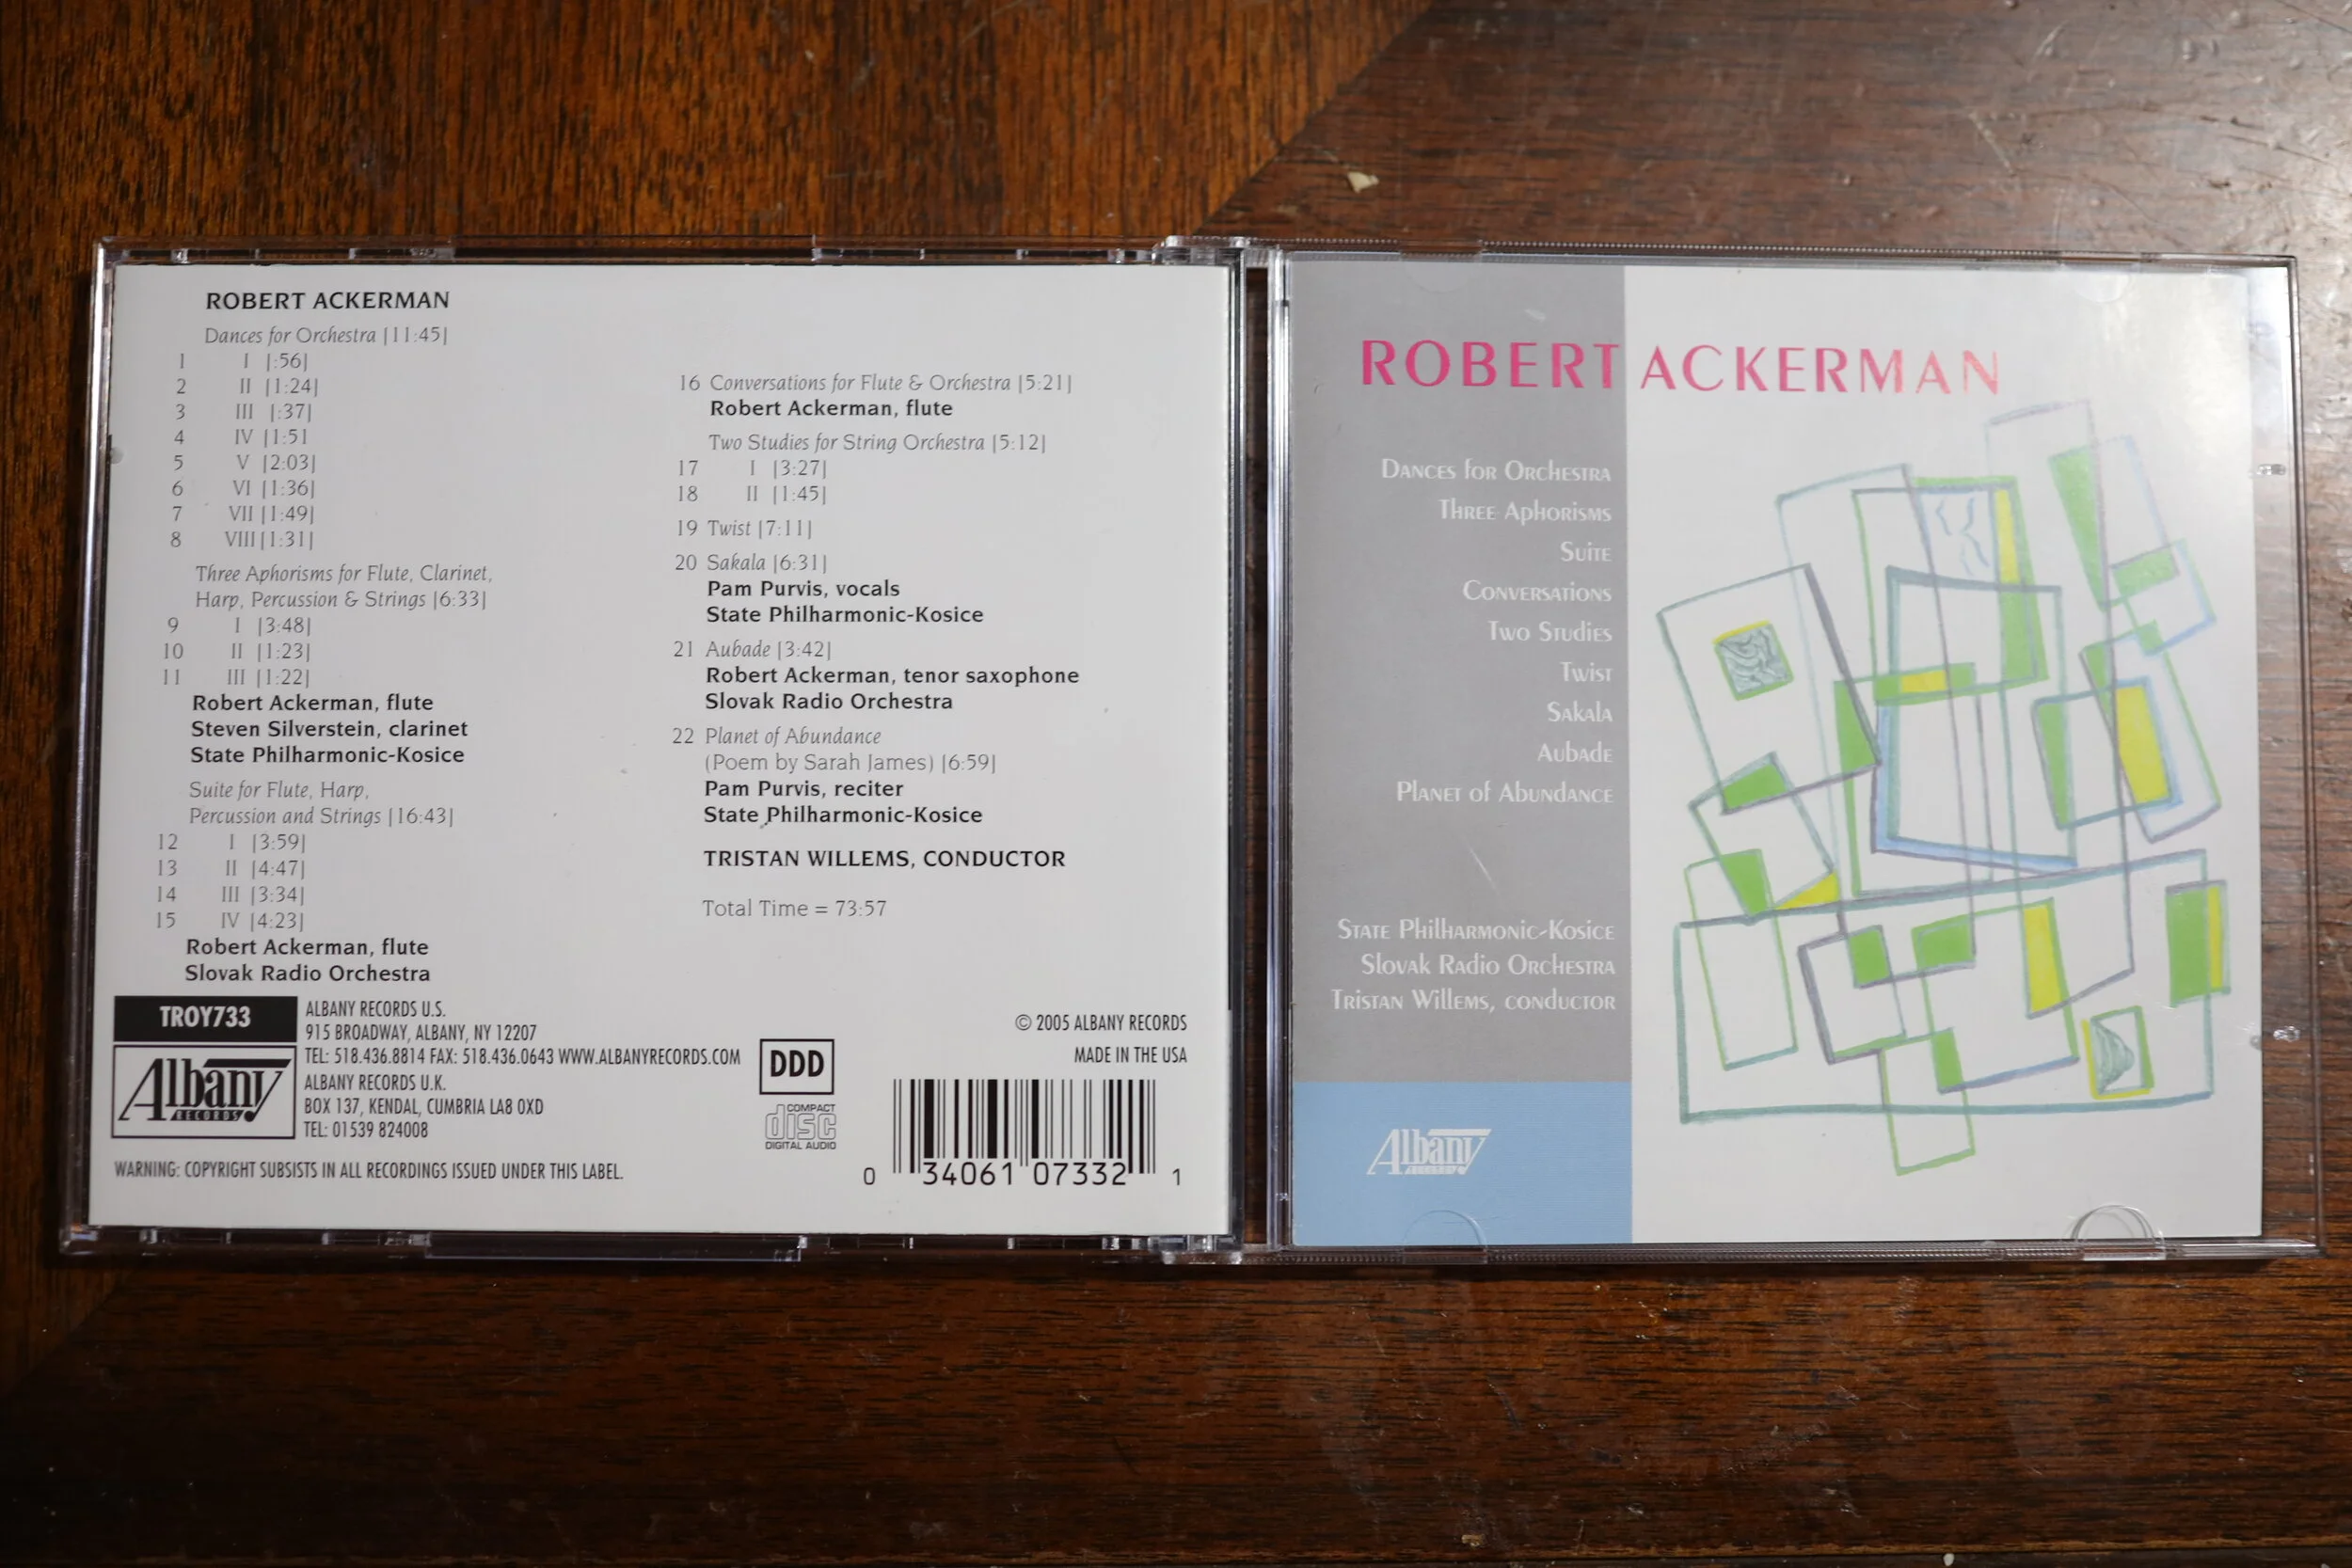 ROBERT ACKERMAN
Dances for Orchestra [11:45]
1 I [:56]
2 II [1:24]
3 III [:37]
4 IV [1:51
5 V [2:03]
6 VI [1:36]
7 VII [1:49]
8 VIII [1:31]
Three Aphorisms for Flute, Clarinet,
Harp, Percussion & Strings [6:33]
9 I [3:48]
10 II [1:23]
11 III [1:22]
Robert Ackerman, flute
Steven Silverstein, clarinet
State Philharmonic-Kosice
Suite for Flute, Harp,
Percussion and Strings [16:43]
12 I [3:59]
13 II [4:47]
14 III [3:34]
15 IV [4:23]
Robert Ackerman, flute
Slovak Radio Orchestra
16 Conversations for Flute & Orchestra [5:21]
Robert Ackerman, flute
Two Studies for String Orchestra [5:12]
17 I [3:27]
18 II [1:45]
19 Twist [7:11]
20 Sakala [6:31]
Pam Purvis, vocals
State Philharmonic-Kosice
21 Aubade [3:42]
Robert Ackerman, tenor saxophone
Slovak Radio Orchestra
22 Planet of Abundance
(Poem by Sarah James) [6:59]
Pam Purvis, reciter
State Philharmonic-Kosice
TRISTAN WILLEMS, CONDUCTOR
Total Time = 73:57
TROY733
Albany
RECORDS
ALBANY RECORDS U.S.
915 BROADWAY, ALBANY, NY 12207
TEL: 518.436.8814 FAX: 518.436.0643 WWW.ALBANYRECORDS.COM
ALBANY RECORDS U.K.
BOX 137, KENDAL, CUMBRIA LA8 0XD
TEL: 01539 824008
WARNING: COPYRIGHT SUBSISTS IN ALL RECORDINGS ISSUED UNDER THIS LABEL.
DDD
COMPACT
disc
DIGITAL AUDIO
© 2005 ALBANY RECORDS
MADE IN THE USA
0 34061 07332 1
ROBERT ACKERMAN
Dances for Orchestra
Three Aphorisms
Suite
Conversations
Two Studies
Twist
Sakala
Aubade
Planet of Abundance
State Philharmonic-Kosice
Slovak Radio Orchestra
Tristan Willems, conductor
Albany
RECORDS